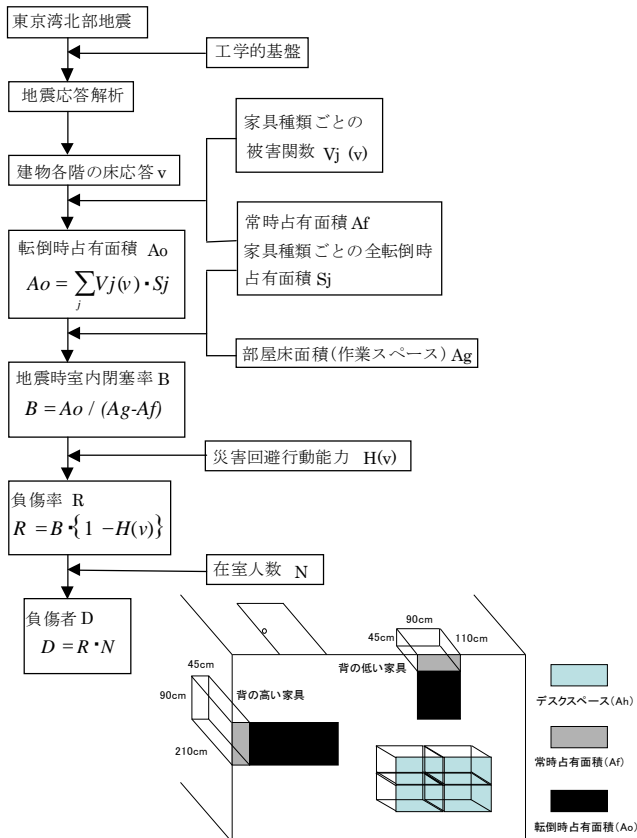 東京湾北部地震
工学的基盤
地震応答解析
家具種類ごとの
被害関数 Vj (v)
建物各階の床応答 v
常時占有面積 Af
家具種類ごとの全転倒時
占有面積 Sj
転倒時占有面積 Ao
Ao = ∑j Vj(v)・Sj
部屋床面積(作業スペース) Ag
地震時室内閉塞率 B
B = Ao / (Ag-Af)
災害回避行動能力 H(v)
負傷率 R
R = B・{1 − H(v)}
在室人数 N
負傷者 D
D = R・N
90cm
45cm
110cm
背の低い家具
45cm
背の高い家具
90cm
210cm
デスクスペース(Ah)
常時占有面積(Af)
転倒時占有面積(Ao)